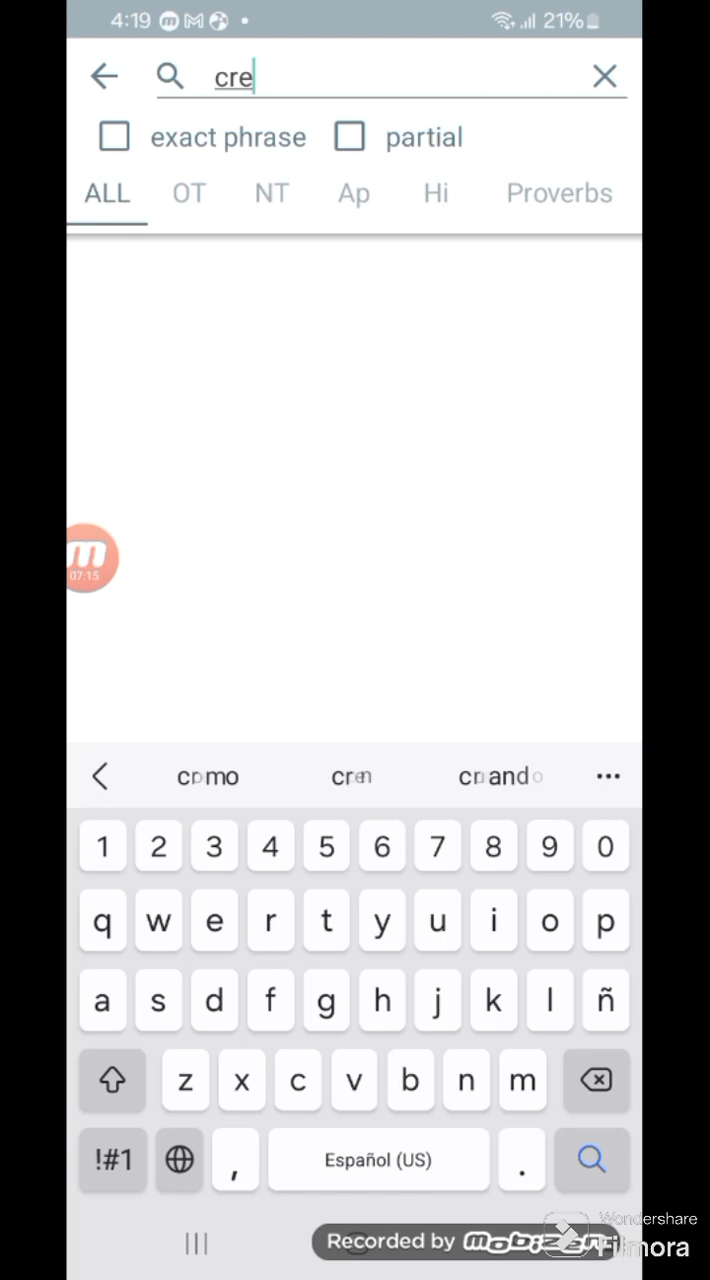 4:19 21%
cre
exact phrase partial
ALL OT NT Ap Hi Proverbs
m
07:15
1 2 3 4 5 6 7 8 9 0
q w e r t y u i o p
a s d f g h j k l ñ
z x c v b n m
!#1 , Español (US) .
Wondershare
Recorded by mobizen Filmora